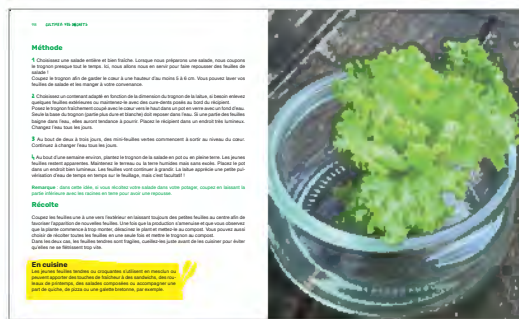 CULTIVER SES DÉCHETS
Méthode
1. Choisissez une salade entière et bien fraîche. Lorsque nous préparons une salade, nous coupons
le trognon presque tout le temps. Ici, nous allons nous en servir pour faire repousser des feuilles de
salade !
Coupez le trognon afin de garder le cœur à une hauteur d'au moins 5 à 6 cm. Vous pouvez laver vos
feuilles de salade et les manger à votre convenance.
2. Choisissez un contenant adapté en fonction de la dimension du trognon de la laitue, si besoin enlevez
quelques feuilles extérieures ou maintenez-le avec des cure-dents posés au bord du récipient.
Posez le trognon fraîchement coupé avec le cœur vers le haut dans un pot en verre avec un fond d'eau.
Seule la base du trognon (partie plus dure et blanche) doit reposer dans l'eau. Si une partie des feuilles
baigne dans l'eau, elles auront tendance à pourrir. Placez le récipient dans un endroit très lumineux.
Changez l'eau tous les jours.
3. Au bout de deux à trois jours, des mini-feuilles vertes commencent à sortir au niveau du cœur.
Continuez à changer l'eau tous les jours.
4. Au bout d'une semaine environ, plantez le trognon de la salade en pot ou en pleine terre. Les jeunes
feuilles restent apparentes. Maintenez le terreau ou la terre humides mais sans excès. Placez le pot
dans un endroit bien lumineux. Les feuilles vont continuer à grandir. La laitue apprécie une petite pul-
vérisation d'eau de temps en temps sur le feuillage, mais c'est facultatif !
Remarque : dans cette idée, si vous récoltez votre salade dans votre potager, coupez en laissant la
partie inférieure avec les racines en terre pour avoir une repousse.
Récolte
Coupez les feuilles une à une vers l'extérieur en laissant toujours des petites feuilles au centre afin de
favoriser l'apparition de nouvelles feuilles. Une fois que la production s'amenuise et que vous observez
que la plante commence à trop monter, déracinez le plant et mettez-le au compost. Vous pouvez aussi
choisir de récolter toutes les feuilles en une seule fois et mettre le trognon au compost.
Dans les deux cas, les feuilles tendres sont fragiles, cueillez-les juste avant de les cuisiner pour éviter
qu'elles ne se flétrissent trop vite.
En cuisine
Les jeunes feuilles tendres ou croquantes s'utilisent en mesclun ou
peuvent apporter des touches de fraîcheur à des sandwichs, des rou-
leaux de printemps, des salades composées ou accompagner une
part de quiche, de pizza ou une galette bretonne, par exemple.